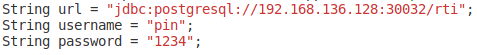 String url = "jdbc:postgresql://192.168.136.128:30032/rti";
String username = "pin";
String password = "1234";